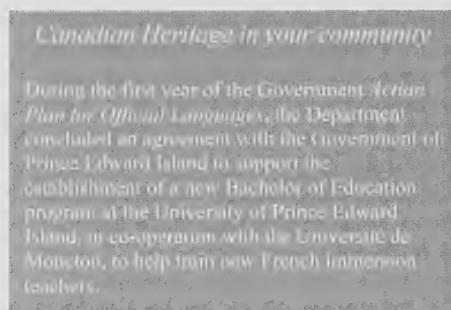 Canadian Heritage in your community
During the first year of the Government Action
Plan for Official Languages, the Department
concluded an agreement with the Government of
Prince Edward Island to support the
establishment of a new Bachelor of Education
program at the University of Prince Edward
Island, in co-operation with the Université de
Moncton, to help train new French Immersion
teachers.